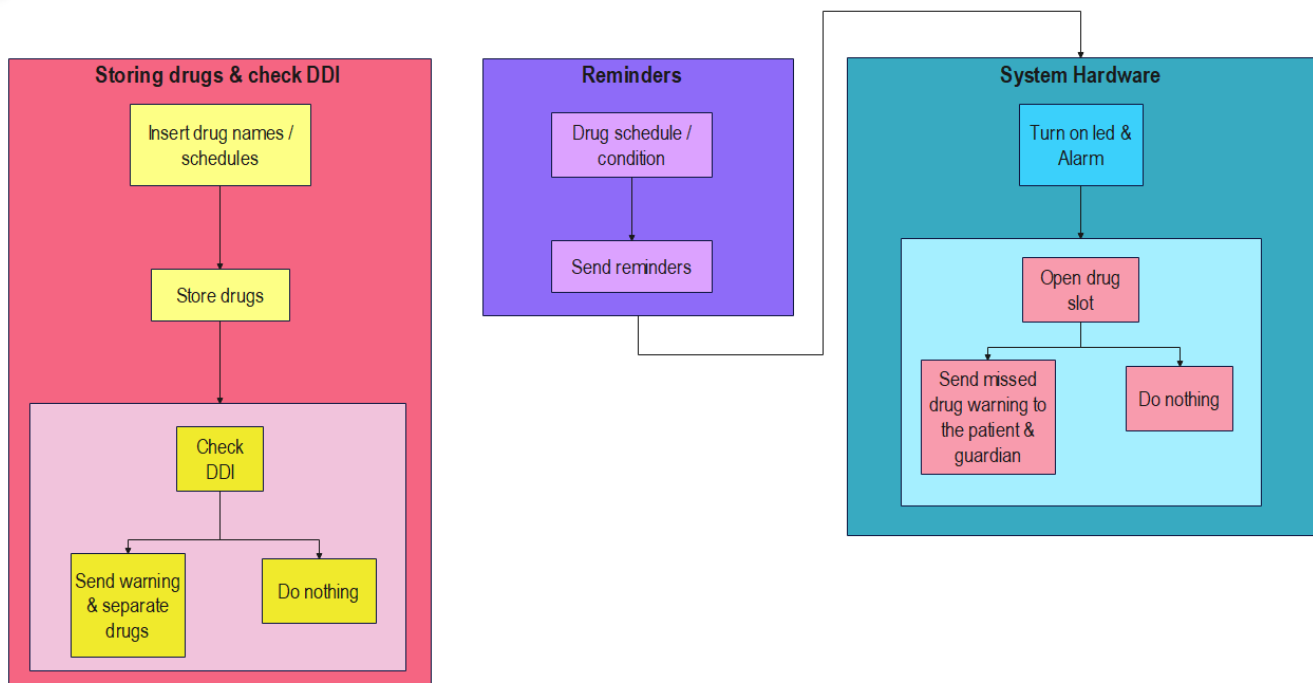 Storing drugs & check DDI
Insert drug names /
schedules
Store drugs
Check
DDI
Send warning
& separate
drugs
Do nothing
Reminders
Drug schedule /
condition
Send reminders
System Hardware
Turn on led &
Alarm
Open drug
slot
Send missed
drug warning to
the patient &
guardian
Do nothing